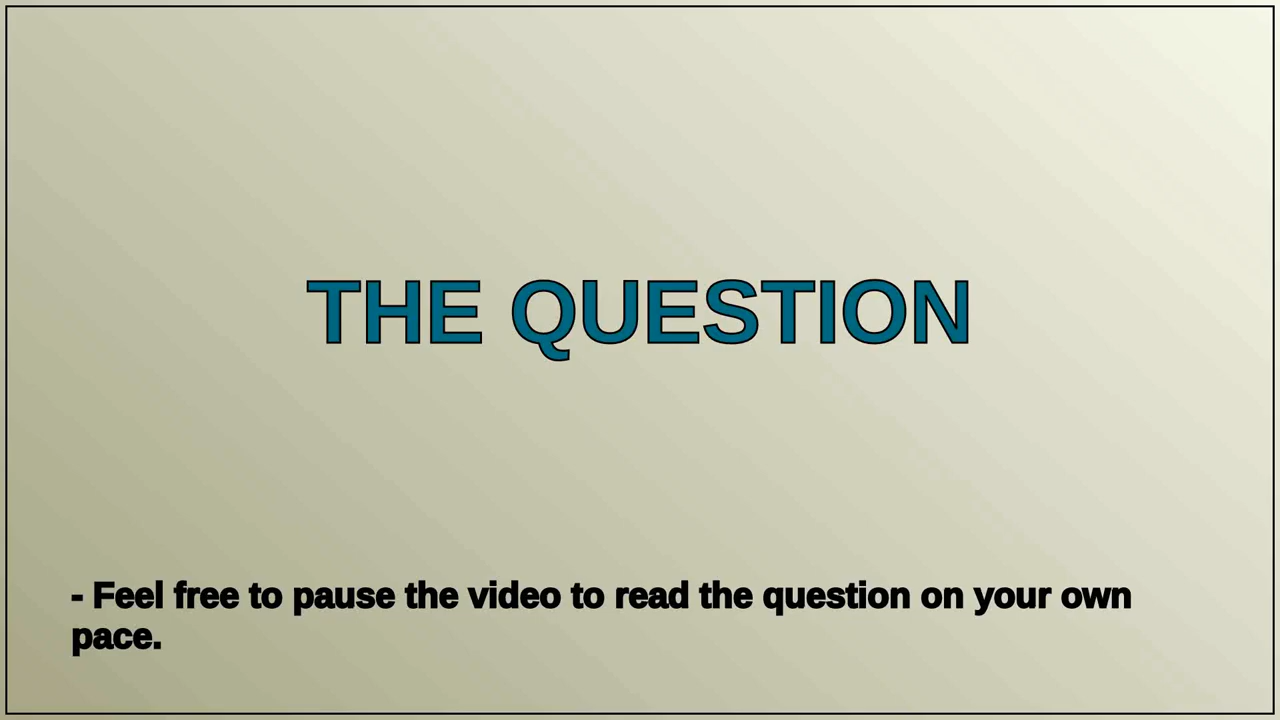 THE QUESTION
- Feel free to pause the video to read the question on your own
pace.